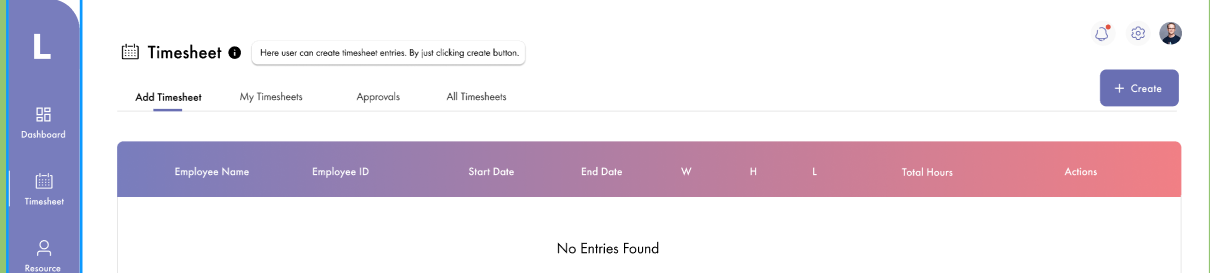 L
Dashboard
Timesheet
Resource
Timesheet i Here user can create timesheet entries. By just clicking create button.
Add Timesheet My Timesheets Approvals All Timesheets
+ Create
Employee Name Employee ID Start Date End Date W H L Total Hours Actions
No Entries Found